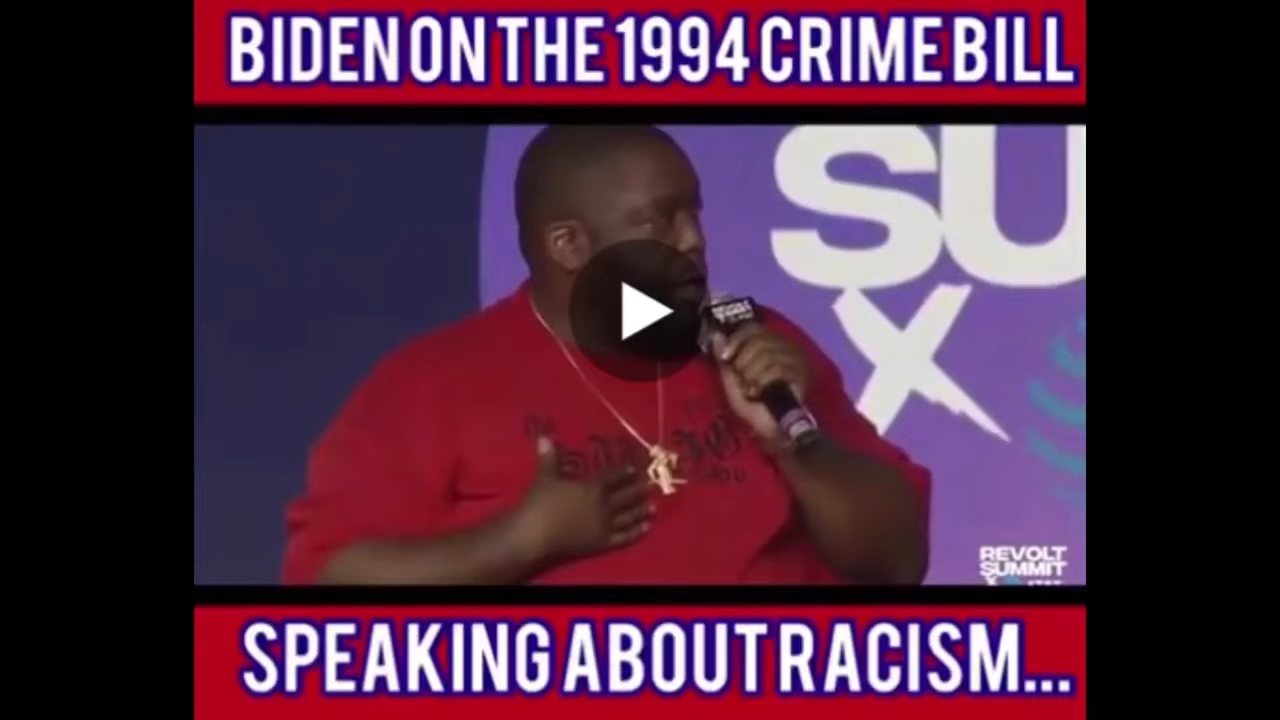 BIDEN ON THE 1994 CRIME BILL
SU
X
REVOLT
SUMMIT
SPEAKING ABOUT RACISM...